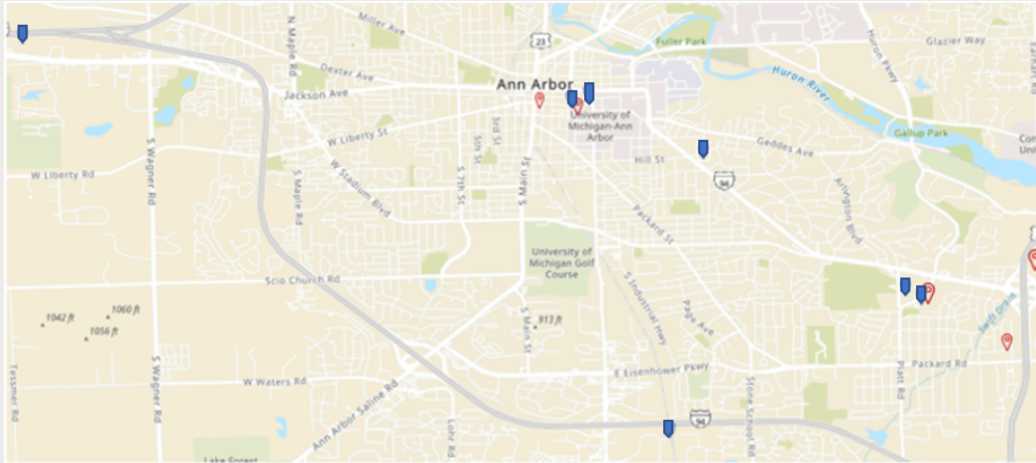 Miller Ave
23
Fuller Park
Huron Pkwy
Glazier Way
N Maple Rd
Dexter Ave
Jackson Ave
Ann Arbor
Huron River
University of
Michigan-Ann
Arbor
Gallup Park
W Liberty St
3rd St
5th St
Geddes Ave
Hill St
S Wagner Rd
W Liberty Rd
S Maple Rd
W Stadium Blvd
S 7th St
S Main St
94
Arlington Blvd
Packard St
University of
Michigan Golf
Course
Scio Church Rd
S Industrial Hwy
Page Ave
Swift Drain
1042 ft
1060 ft
1056 ft
S Main St
913 ft
Packard Rd
Platt Rd
E Eisenhower Pkwy
Stone School Rd
W Waters Rd
Tessmer Rd
S Wagner Rd
Ann Arbor Saline Rd
Lohr Rd
94
Lake Forest